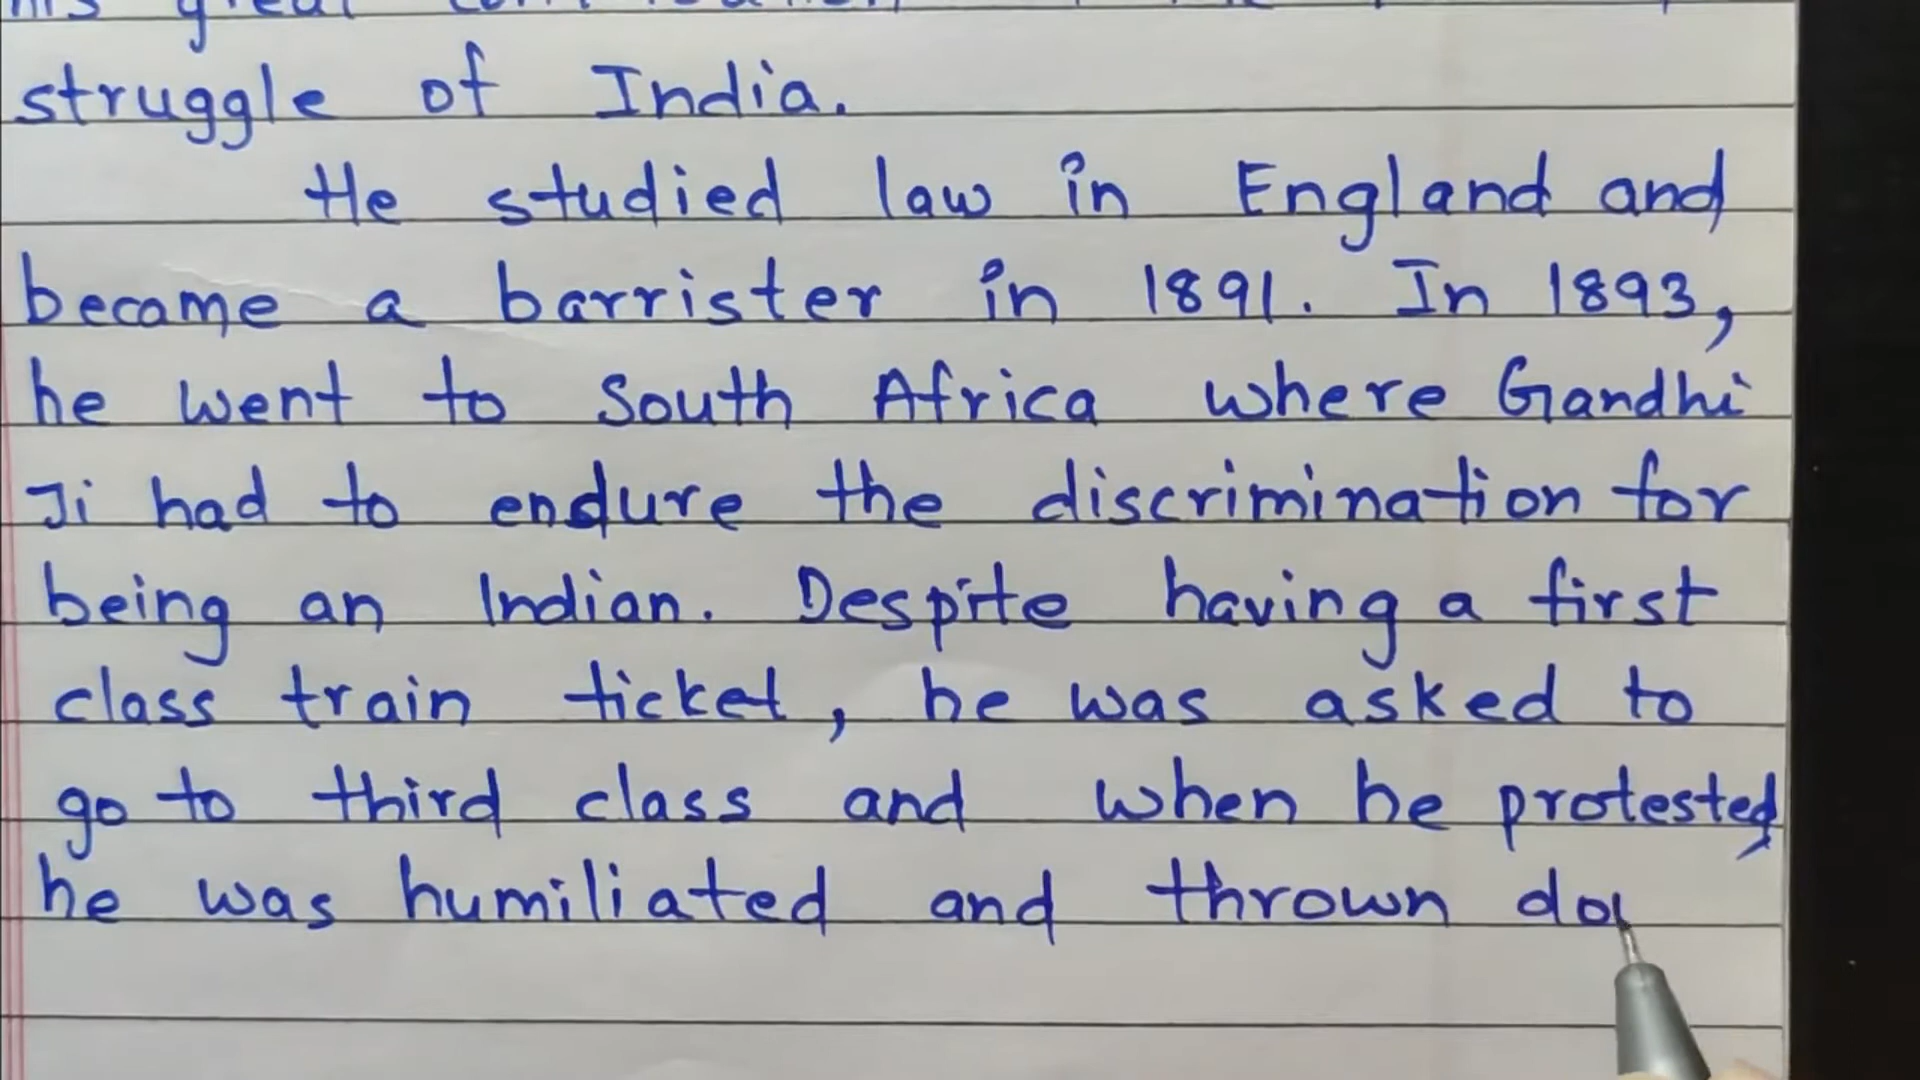 his great
struggle of India.
He studied law in England and
became a barrister in 1891. In 1893,
he went to South Africa where Gandhi
Ji had to endure the discrimination for
being an Indian. Despite having a first
class train ticket, he was asked to
go to third class and when he protested,
he was humiliated and thrown